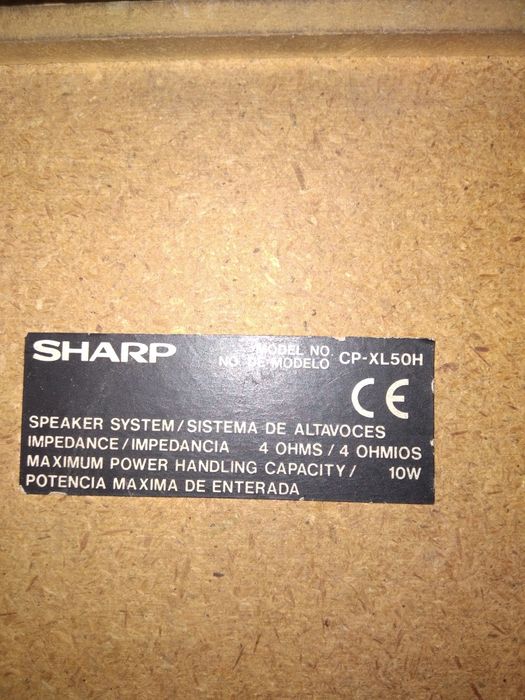 SHARP
MODEL NO. CP-XL50H
NO. DE MODELO
CE
SPEAKER SYSTEM/SISTEMA DE ALTAVOCES
IMPEDANCE/IMPEDANCIA 4 OHMS/4 OHMIOS
MAXIMUM POWER HANDLING CAPACITY/ 10W
POTENCIA MAXIMA DE ENTERADA